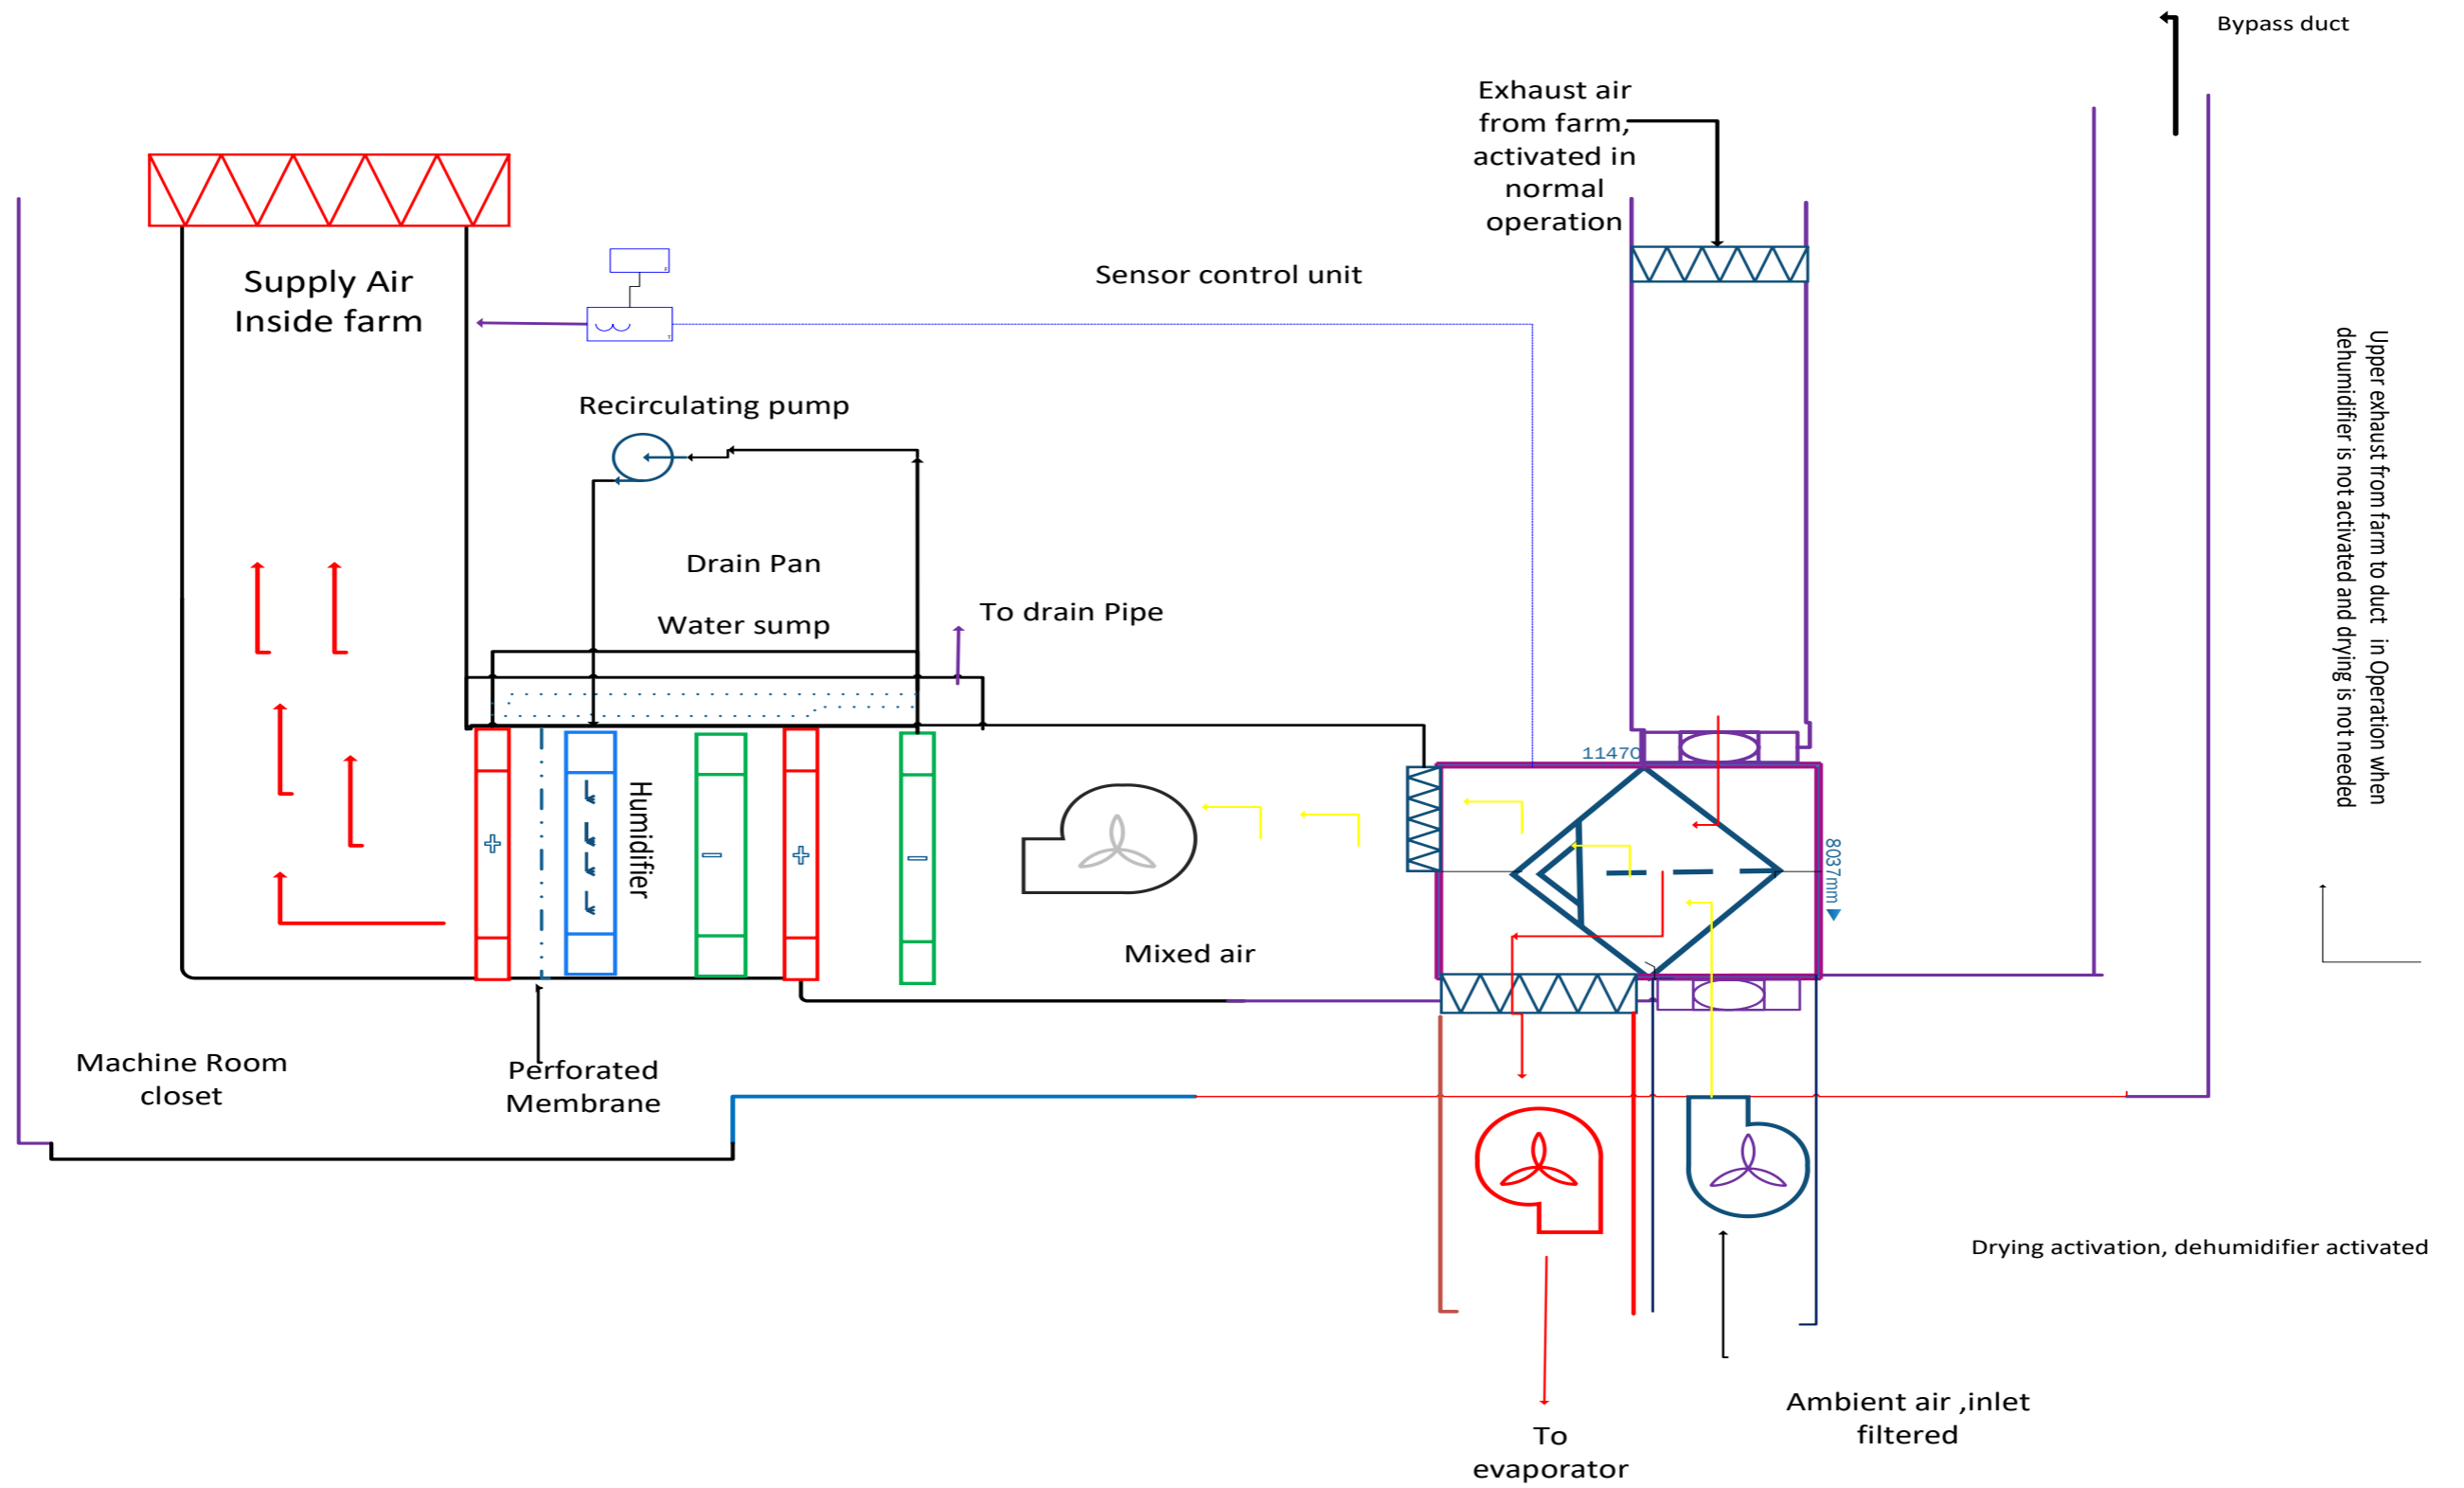 Bypass duct
Exhaust air
from farm,
activated in
normal
operation
Supply Air
Inside farm
Sensor control unit
Upper exhaust from farm to duct in Operation when
dehumidifier is not activated and drying is not needed
Recirculating pump
Drain Pan
Water sump
To drain Pipe
11470
Humidifier
8037mm
Mixed air
Machine Room
closet
Perforated
Membrane
Drying activation, dehumidifier activated
Ambient air ,inlet
filtered
To
evaporator